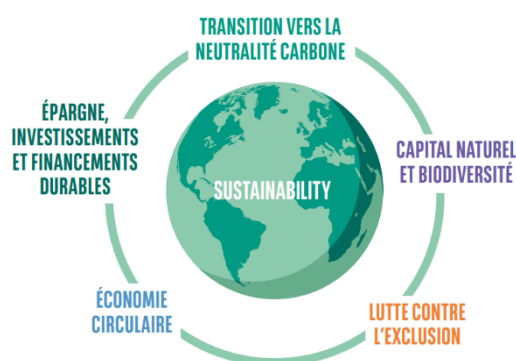 TRANSITION VERS LA
NEUTRALITÉ CARBONE
ÉPARGNE,
INVESTISSEMENTS
ET FINANCEMENTS
DURABLES
CAPITAL NATUREL
ET BIODIVERSITÉ
SUSTAINABILITY
ÉCONOMIE
CIRCULAIRE
LUTTE CONTRE
L'EXCLUSION